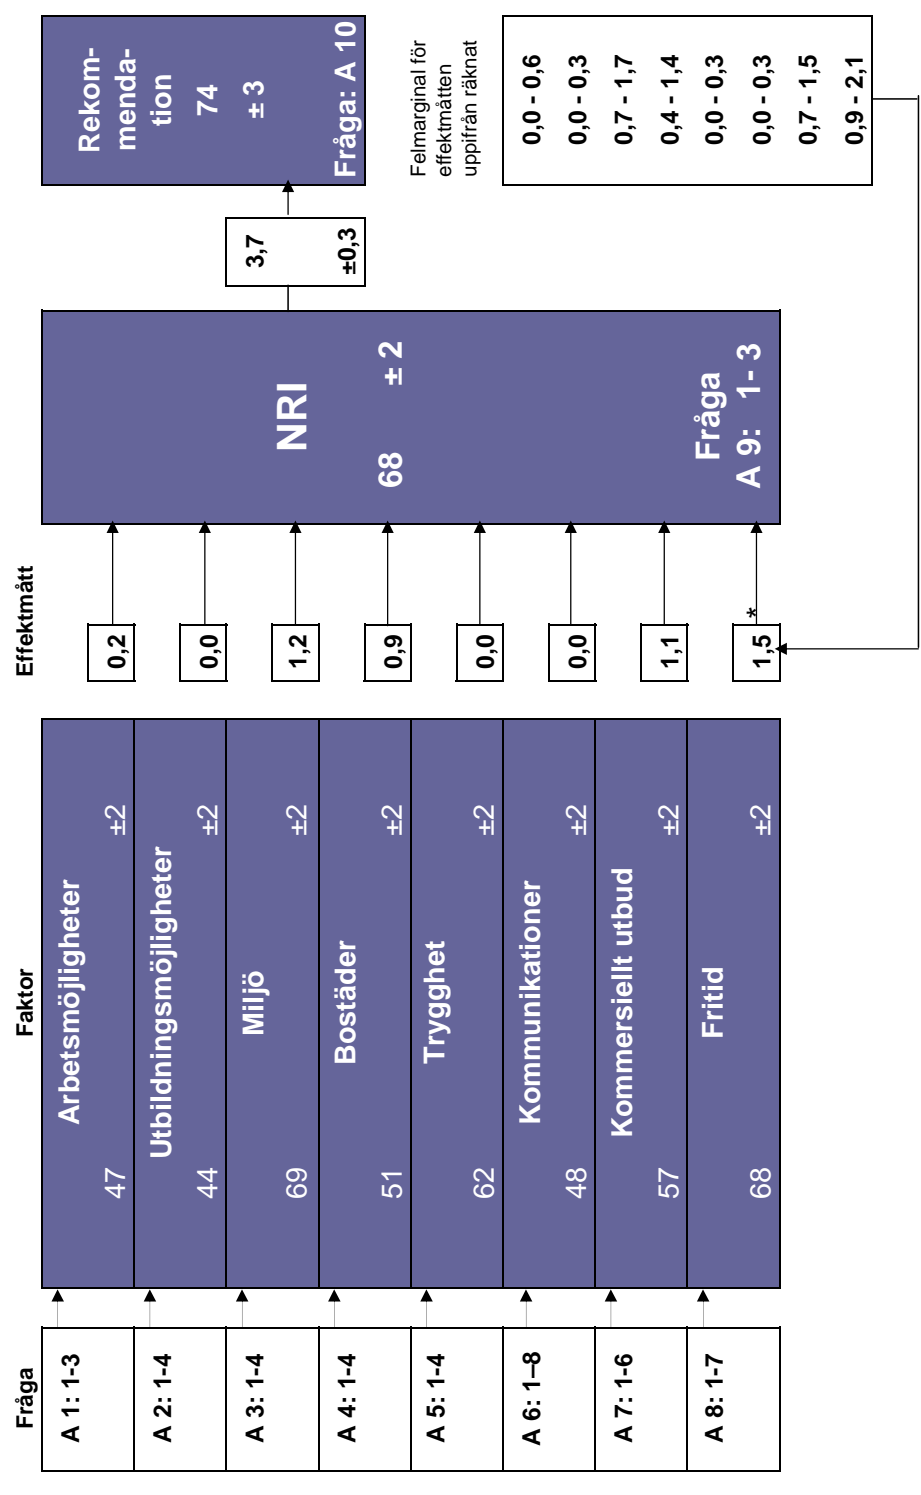 Fråga
Faktor
Effektmått
A 1: 1-3
Arbetsmöjligheter
47 ±2
0,2
A 2: 1-4
Utbildningsmöjligheter
44 ±2
0,0
A 3: 1-4
Miljö
69 ±2
1,2
A 4: 1-4
Bostäder
51 ±2
0,9
A 5: 1-4
Trygghet
62 ±2
0,0
A 6: 1–8
Kommunikationer
48 ±2
0,0
A 7: 1-6
Kommersiellt utbud
57 ±2
1,1
A 8: 1-7
Fritid
68 ±2
1,5 *
NRI
68 ± 2
Fråga
A 9: 1- 3
3,7
±0,3
Rekom-
menda-
tion
74
± 3
Fråga: A 10
Felmarginal för
effektmåtten
uppifrån räknat
0,0 - 0,6
0,0 - 0,3
0,7 - 1,7
0,4 - 1,4
0,0 - 0,3
0,0 - 0,3
0,7 - 1,5
0,9 - 2,1